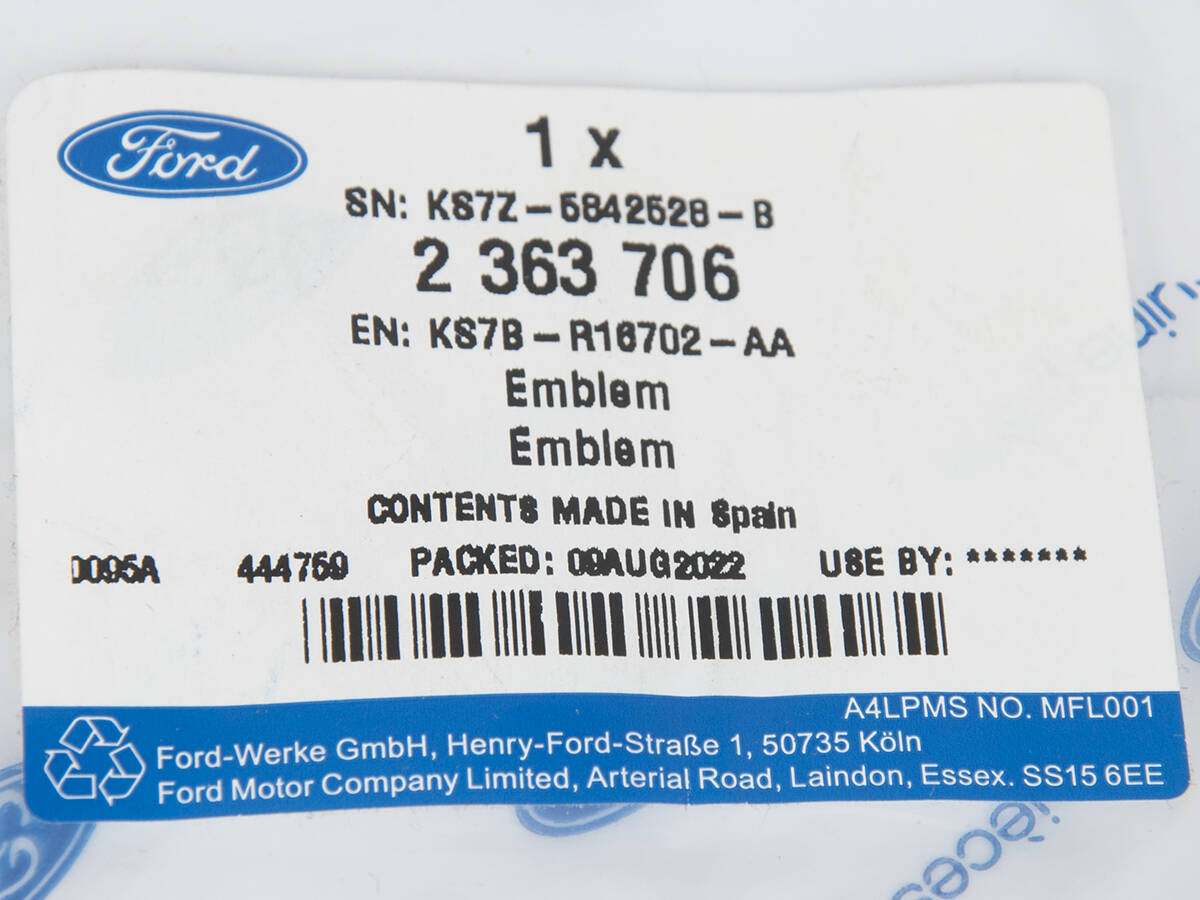 Ford
1 x
SN: KS7Z-5842528-B
2 363 706
EN: KS7B-R16702-AA
Emblem
Emblem
CONTENTS MADE IN Spain
0095A 444759 PACKED: 09AUG2022 USE BY: *******
A4LPMS NO. MFL001
Ford-Werke GmbH, Henry-Ford-Straße 1, 50735 Köln
Ford Motor Company Limited, Arterial Road, Laindon, Essex. SS15 6EE